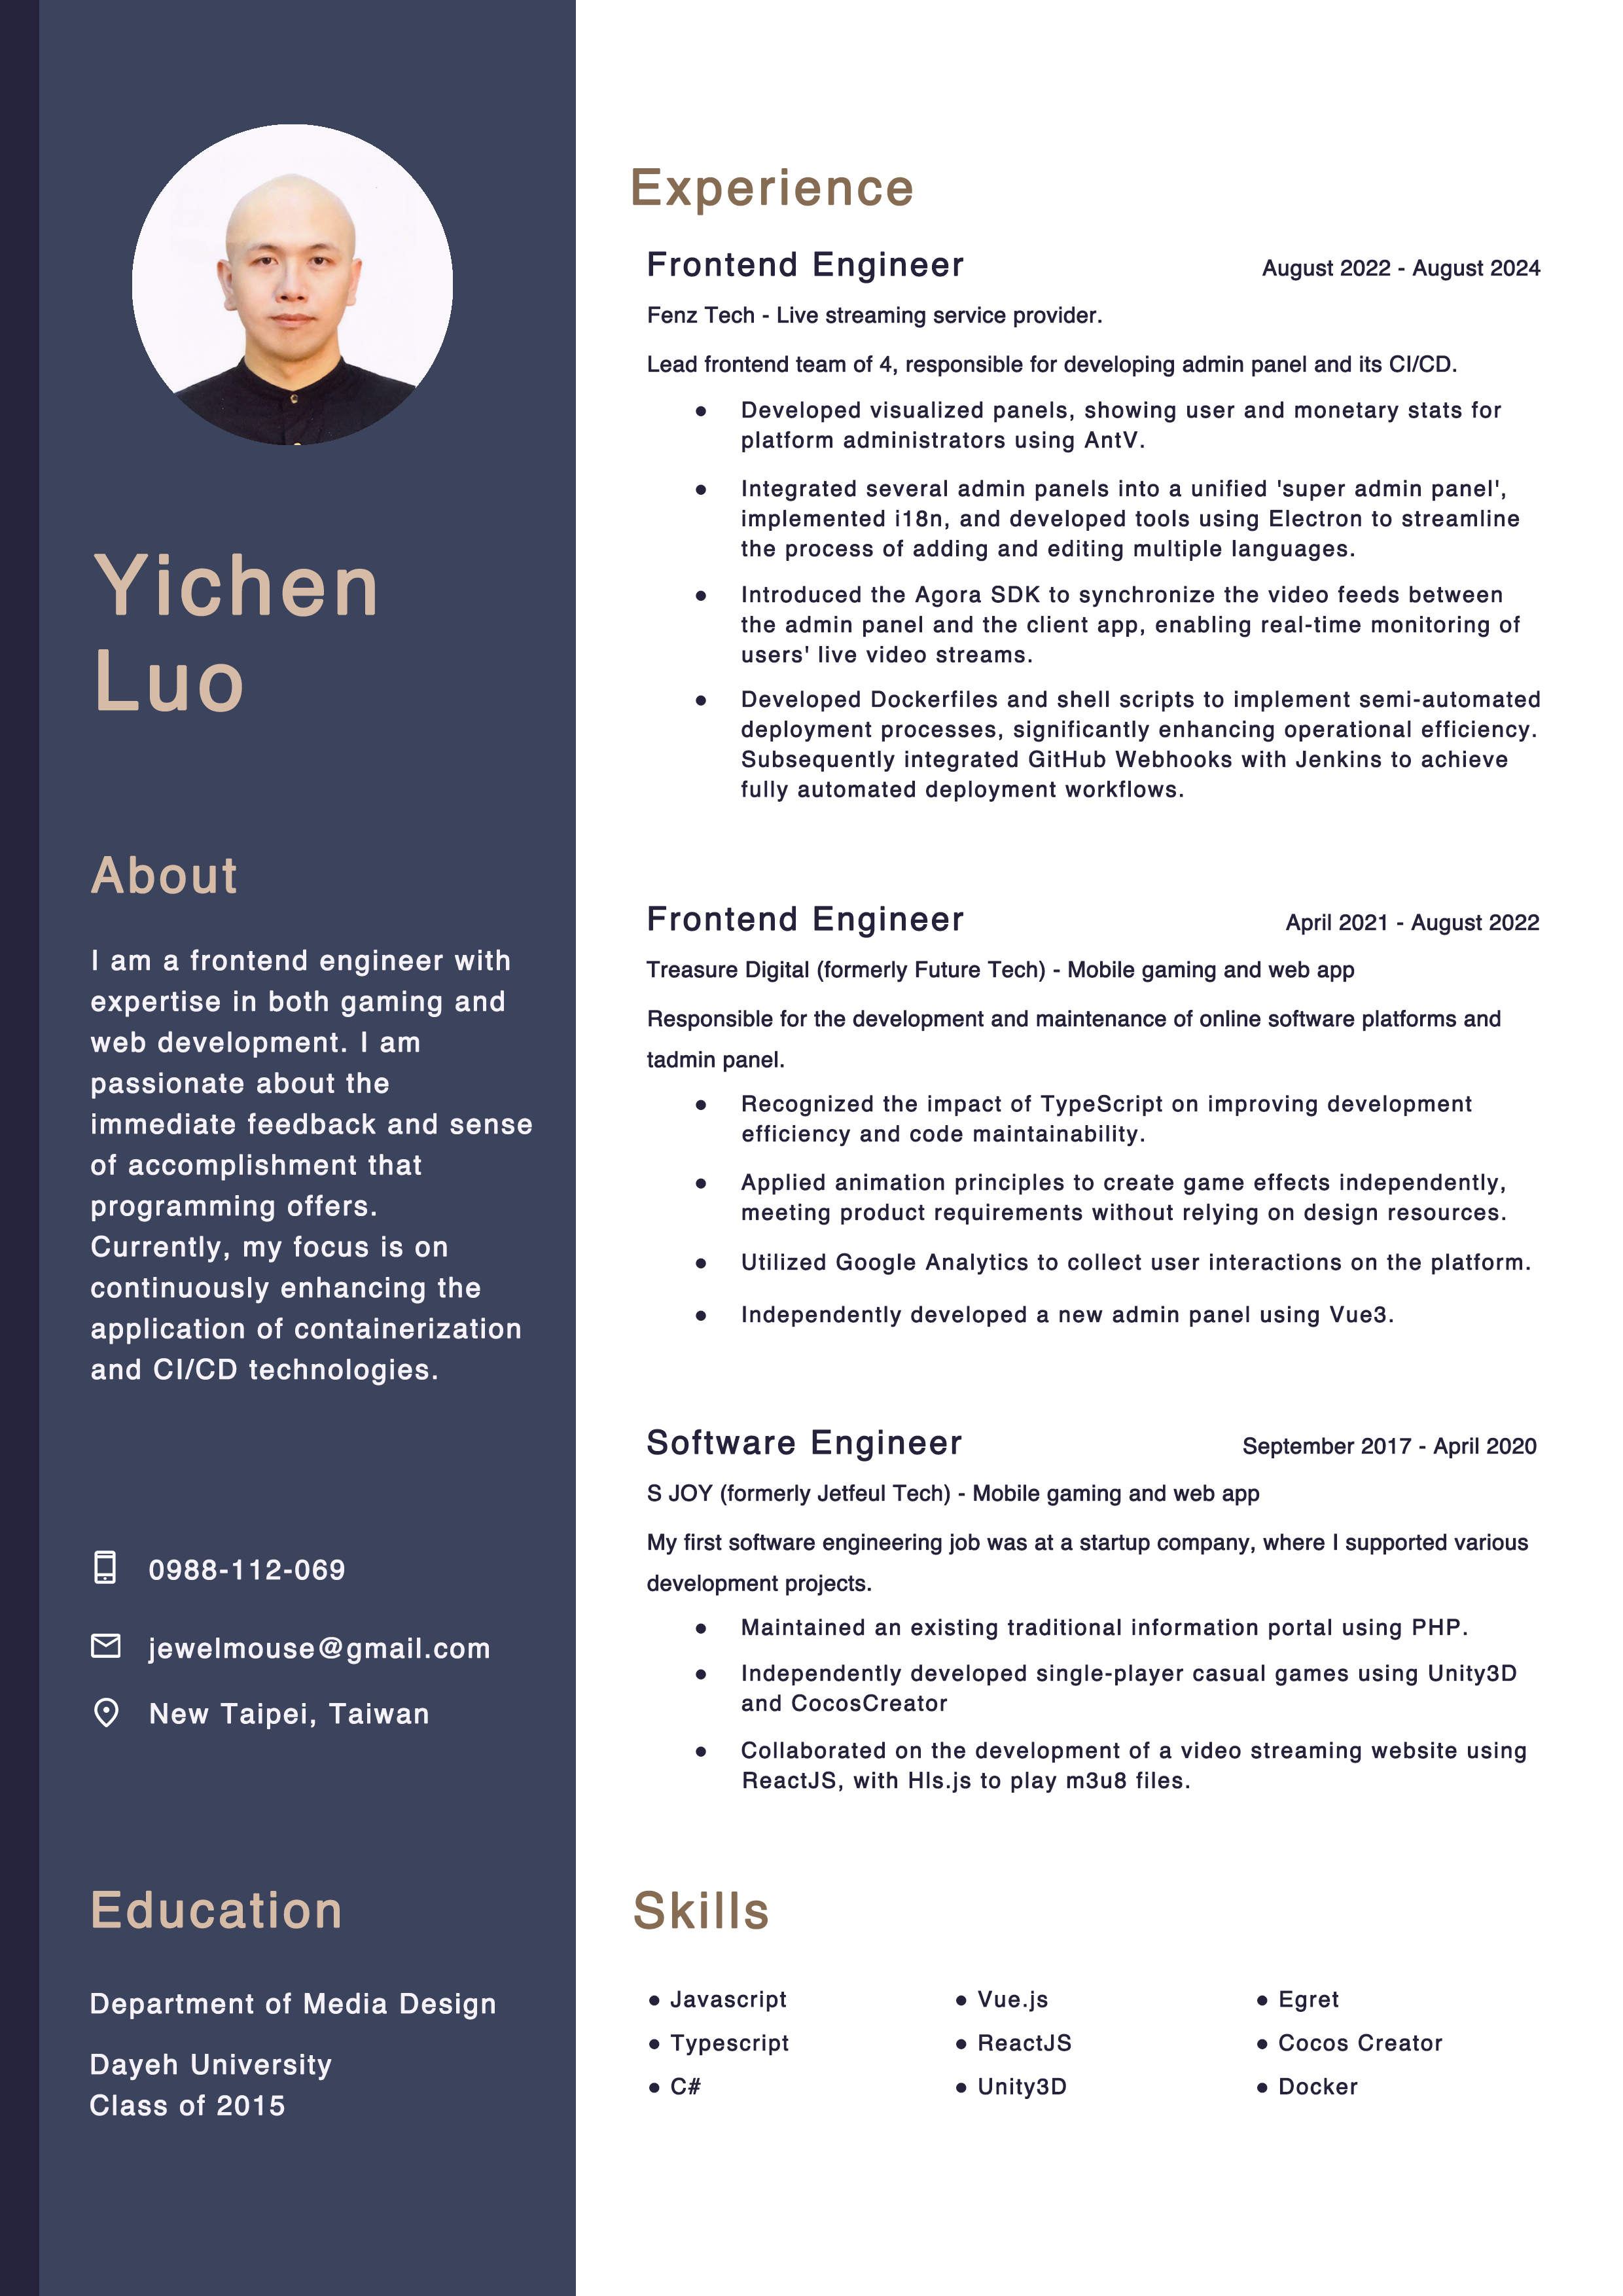 Yichen
Luo
About
I am a frontend engineer with
expertise in both gaming and
web development. I am
passionate about the
immediate feedback and sense
of accomplishment that
programming offers.
Currently, my focus is on
continuously enhancing the
application of containerization
and CI/CD technologies.
0988-112-069
jewelmouse@gmail.com
New Taipei, Taiwan
Education
Department of Media Design
Dayeh University
Class of 2015
Experience
Frontend Engineer August 2022 - August 2024
Fenz Tech - Live streaming service provider.
Lead frontend team of 4, responsible for developing admin panel and its CI/CD.
● Developed visualized panels, showing user and monetary stats for
platform administrators using AntV.
● Integrated several admin panels into a unified 'super admin panel',
implemented i18n, and developed tools using Electron to streamline
the process of adding and editing multiple languages.
● Introduced the Agora SDK to synchronize the video feeds between
the admin panel and the client app, enabling real-time monitoring of
users' live video streams.
● Developed Dockerfiles and shell scripts to implement semi-automated
deployment processes, significantly enhancing operational efficiency.
Subsequently integrated GitHub Webhooks with Jenkins to achieve
fully automated deployment workflows.
Frontend Engineer April 2021 - August 2022
Treasure Digital (formerly Future Tech) - Mobile gaming and web app
Responsible for the development and maintenance of online software platforms and
tadmin panel.
● Recognized the impact of TypeScript on improving development
efficiency and code maintainability.
● Applied animation principles to create game effects independently,
meeting product requirements without relying on design resources.
● Utilized Google Analytics to collect user interactions on the platform.
● Independently developed a new admin panel using Vue3.
Software Engineer September 2017 - April 2020
S JOY (formerly Jetfeul Tech) - Mobile gaming and web app
My first software engineering job was at a startup company, where I supported various
development projects.
● Maintained an existing traditional information portal using PHP.
● Independently developed single-player casual games using Unity3D
and CocosCreator
● Collaborated on the development of a video streaming website using
ReactJS, with Hls.js to play m3u8 files.
Skills
● Javascript ● Vue.js ● Egret
● Typescript ● ReactJS ● Cocos Creator
● C# ● Unity3D ● Docker